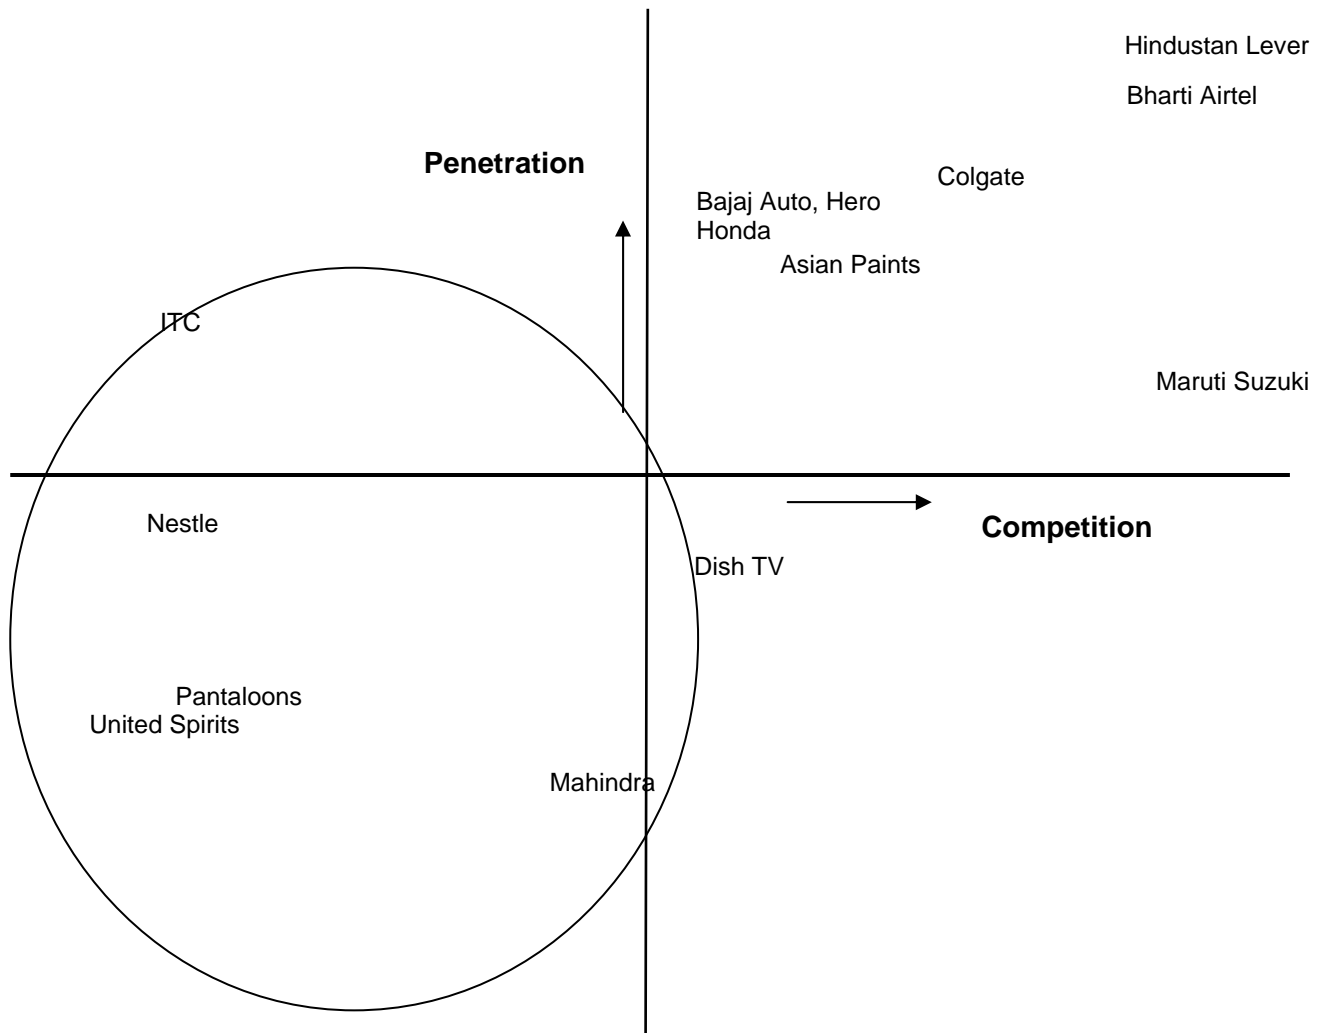 Hindustan Lever
Bharti Airtel
Penetration
Colgate
Bajaj Auto, Hero
Honda
Asian Paints
ITC
Maruti Suzuki
Nestle
Competition
Dish TV
Pantaloons
United Spirits
Mahindra